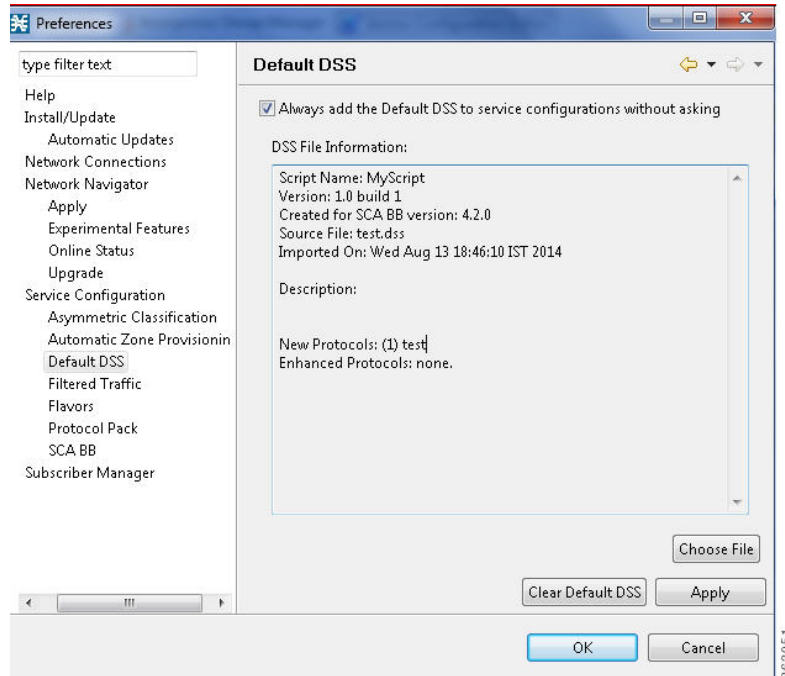 Preferences
type filter text
Default DSS
Help
Install/Update
Automatic Updates
Network Connections
Network Navigator
Apply
Experimental Features
Online Status
Upgrade
Service Configuration
Asymmetric Classification
Automatic Zone Provisionin
Default DSS
Filtered Traffic
Flavors
Protocol Pack
SCA BB
Subscriber Manager
Always add the Default DSS to service configurations without asking
DSS File Information:
Script Name: MyScript
Version: 1.0 build 1
Created for SCA BB version: 4.2.0
Source File: test.dss
Imported On: Wed Aug 13 18:46:10 IST 2014
Description:
New Protocols: (1) test
Enhanced Protocols: none.
Choose File
Clear Default DSS
Apply
OK
Cancel